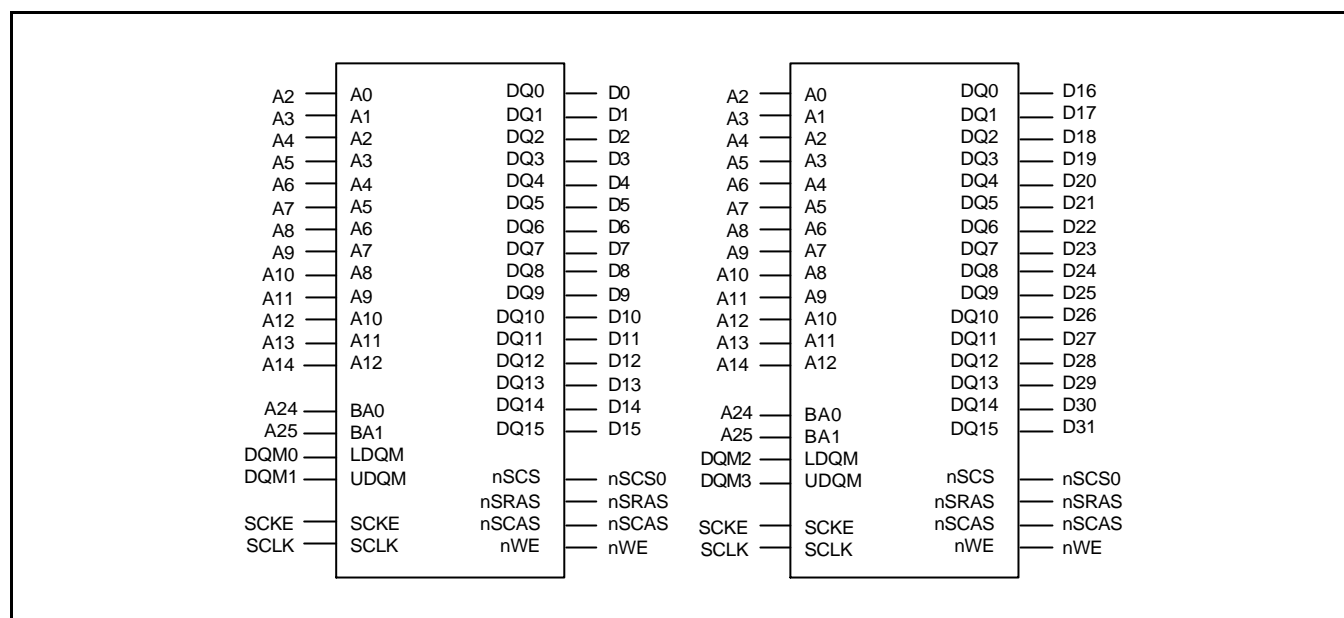 A2 A0 DQ0 D0
A3 A1 DQ1 D1
A4 A2 DQ2 D2
A5 A3 DQ3 D3
A6 A4 DQ4 D4
A7 A5 DQ5 D5
A8 A6 DQ6 D6
A9 A7 DQ7 D7
A10 A8 DQ8 D8
A11 A9 DQ9 D9
A12 A10 DQ10 D10
A13 A11 DQ11 D11
A14 A12 DQ12 D12
DQ13 D13
A24 BA0 DQ14 D14
A25 BA1 DQ15 D15
DQM0 LDQM
DQM1 UDQM nSCS nSCS0
nSRAS nSRAS
SCKE SCKE nSCAS nSCAS
SCLK SCLK nWE nWE
A2 A0 DQ0 D16
A3 A1 DQ1 D17
A4 A2 DQ2 D18
A5 A3 DQ3 D19
A6 A4 DQ4 D20
A7 A5 DQ5 D21
A8 A6 DQ6 D22
A9 A7 DQ7 D23
A10 A8 DQ8 D24
A11 A9 DQ9 D25
A12 A10 DQ10 D26
A13 A11 DQ11 D27
A14 A12 DQ12 D28
DQ13 D29
A24 BA0 DQ14 D30
A25 BA1 DQ15 D31
DQM2 LDQM
DQM3 UDQM nSCS nSCS0
nSRAS nSRAS
SCKE SCKE nSCAS nSCAS
SCLK SCLK nWE nWE